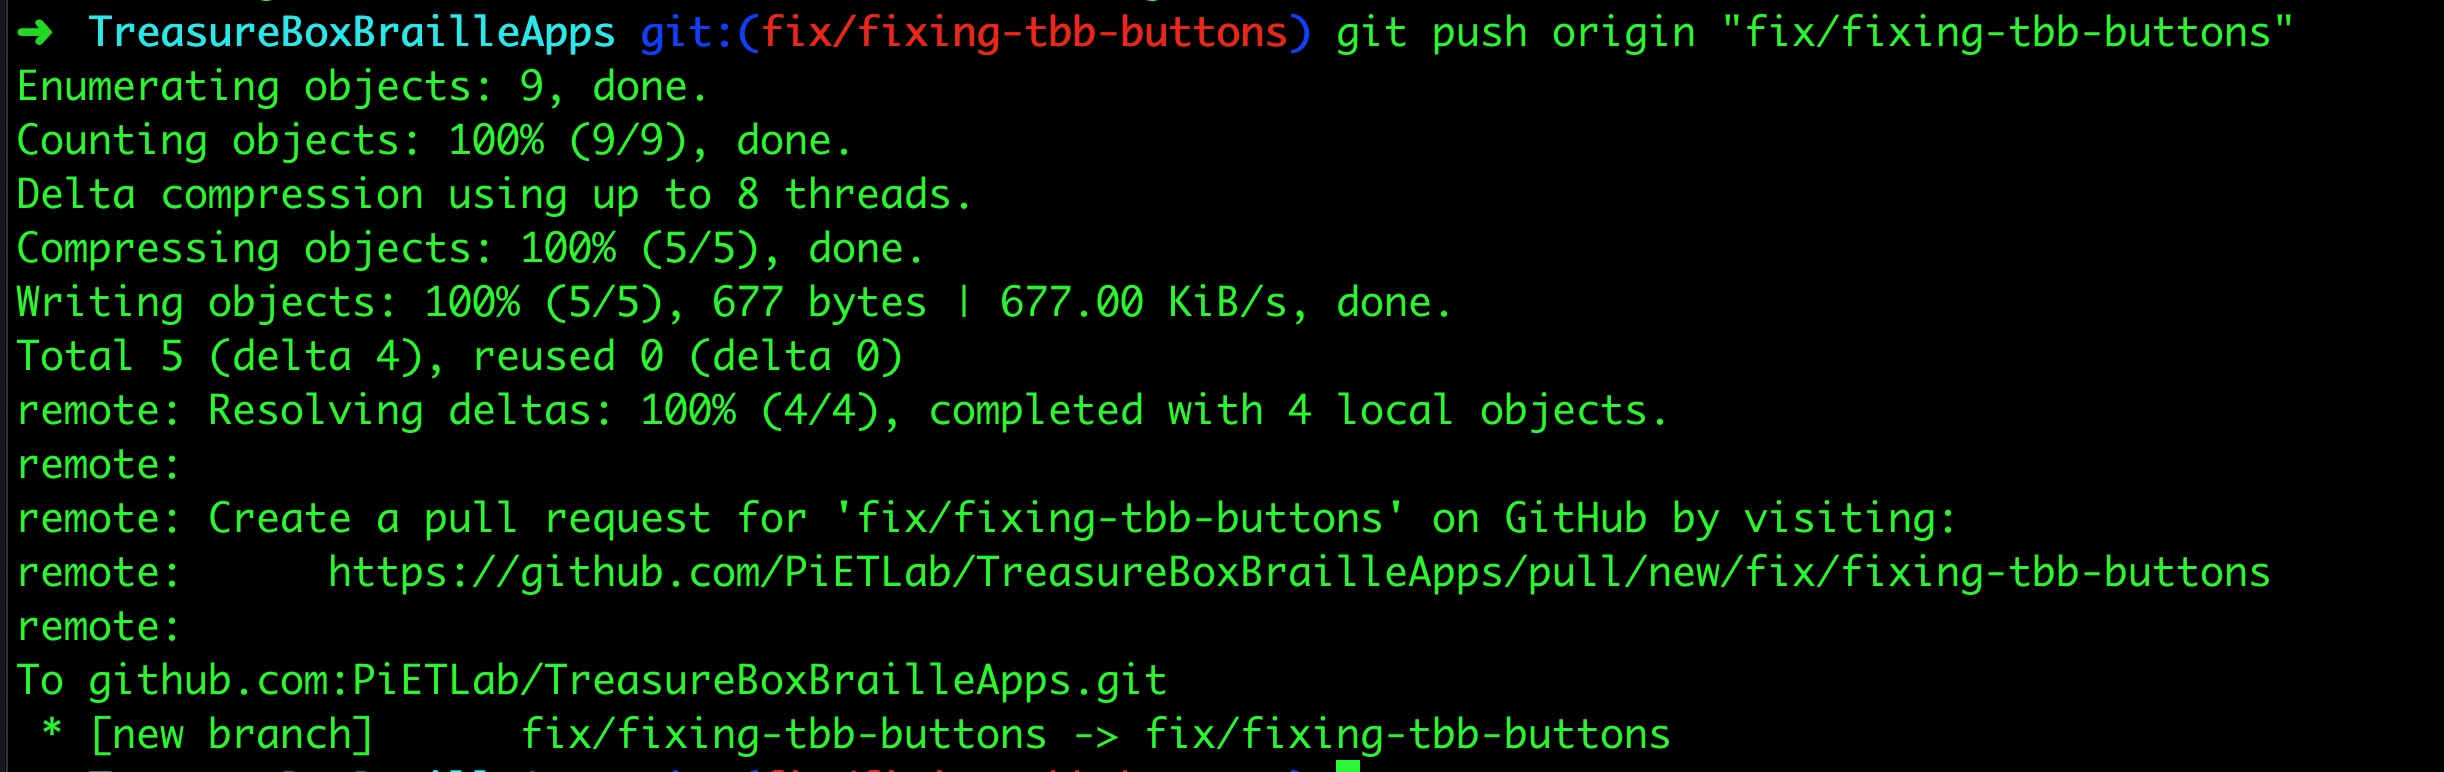 ➜ TreasureBoxBrailleApps git:(fix/fixing-tbb-buttons) git push origin "fix/fixing-tbb-buttons"
Enumerating objects: 9, done.
Counting objects: 100% (9/9), done.
Delta compression using up to 8 threads.
Compressing objects: 100% (5/5), done.
Writing objects: 100% (5/5), 677 bytes | 677.00 KiB/s, done.
Total 5 (delta 4), reused 0 (delta 0)
remote: Resolving deltas: 100% (4/4), completed with 4 local objects.
remote:
remote: Create a pull request for 'fix/fixing-tbb-buttons' on GitHub by visiting:
remote:      https://github.com/PiETLab/TreasureBoxBrailleApps/pull/new/fix/fixing-tbb-buttons
remote:
To github.com:PiETLab/TreasureBoxBrailleApps.git
 * [new branch]      fix/fixing-tbb-buttons -> fix/fixing-tbb-buttons